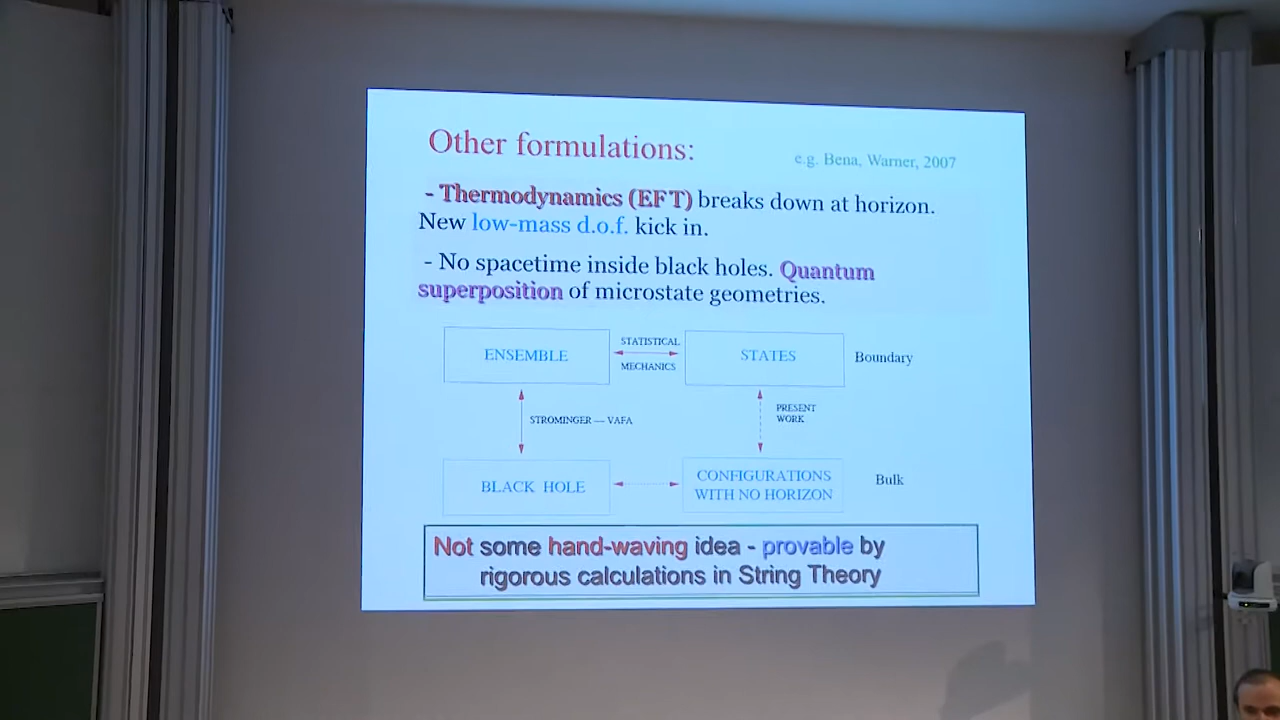 Other formulations:
e.g. Bena, Warner, 2007
- Thermodynamics (EFT) breaks down at horizon.
New low-mass d.o.f. kick in.
- No spacetime inside black holes. Quantum
superposition of microstate geometries.
ENSEMBLE
STATISTICAL
MECHANICS
STATES
Boundary
STROMINGER — VAFA
PRESENT
WORK
BLACK HOLE
CONFIGURATIONS
WITH NO HORIZON
Bulk
Not some hand-waving idea - provable by
rigorous calculations in String Theory